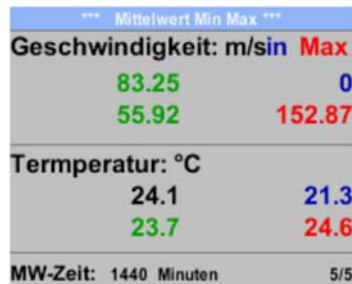 *** Mittelwert Min Max ***
Geschwindigkeit: m/sin Max
83.25 0
55.92 152.87
Termperatur: °C
24.1 21.3
23.7 24.6
MW-Zeit: 1440 Minuten 5/5